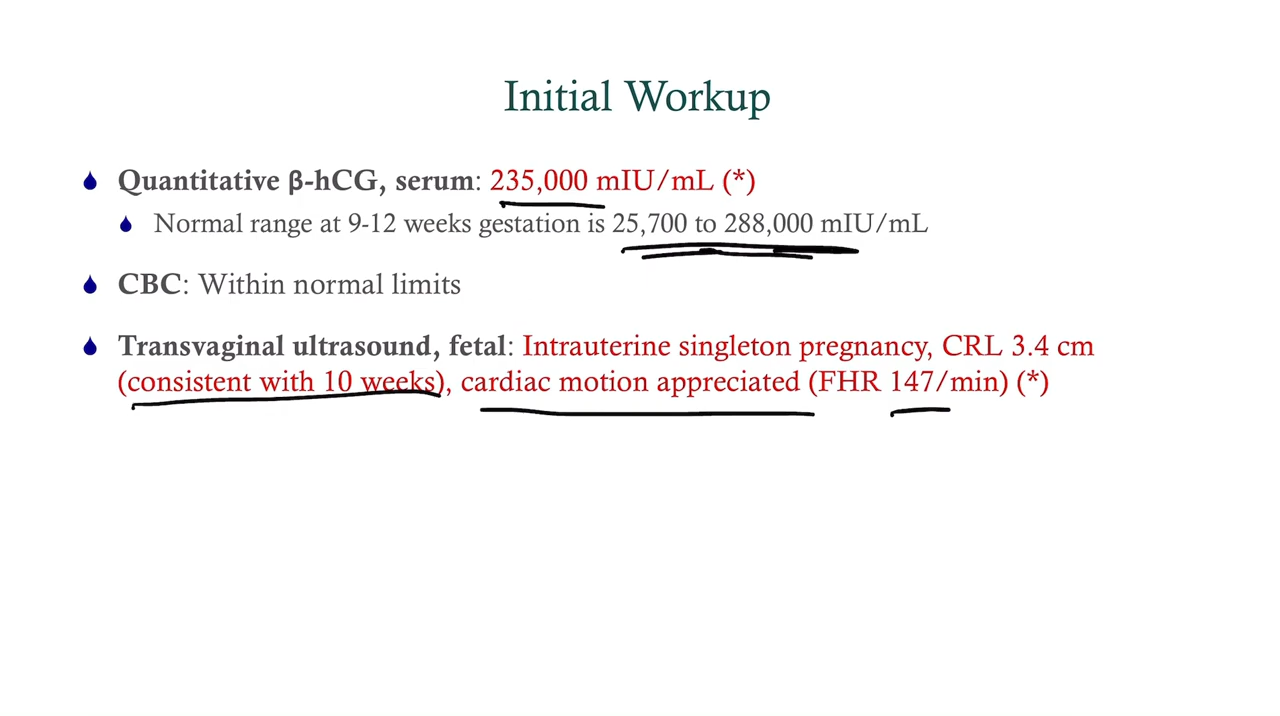 Initial Workup
Quantitative β-hCG, serum: 235,000 mIU/mL (*)
Normal range at 9-12 weeks gestation is 25,700 to 288,000 mIU/mL
CBC: Within normal limits
Transvaginal ultrasound, fetal: Intrauterine singleton pregnancy, CRL 3.4 cm
(consistent with 10 weeks), cardiac motion appreciated (FHR 147/min) (*)